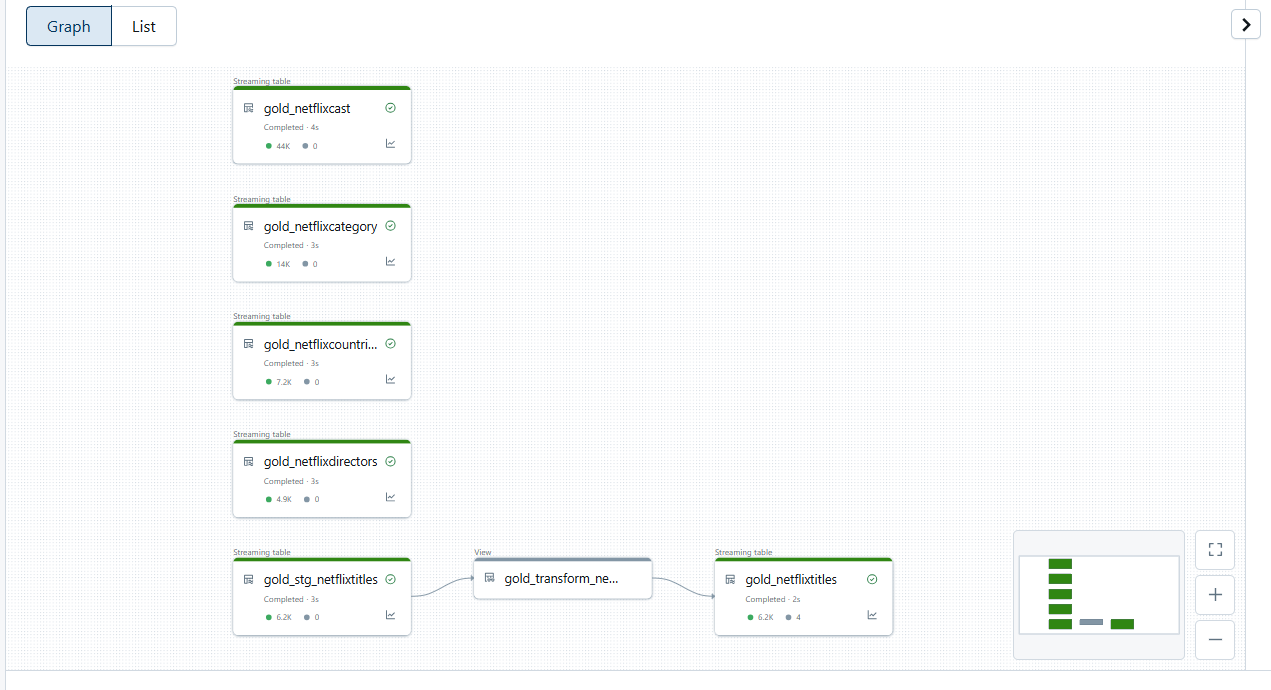 Graph List
Streaming table
gold_netflixcast
Completed · 4s
44K 0
Streaming table
gold_netflixcategory
Completed · 3s
14K 0
Streaming table
gold_netflixcountri...
Completed · 3s
7.2K 0
Streaming table
gold_netflixdirectors
Completed · 3s
4.9K 0
Streaming table
gold_stg_netflixtitles
Completed · 3s
6.2K 0
View
gold_transform_ne...
Streaming table
gold_netflixtitles
Completed · 2s
6.2K 4